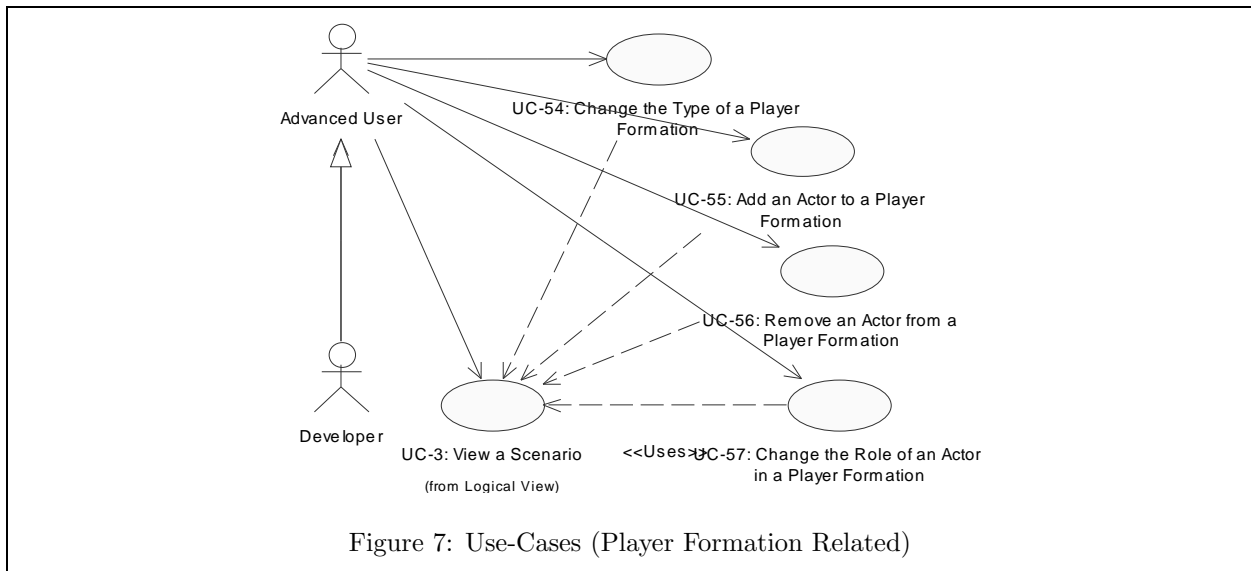 Advanced User
UC-54: Change the Type of a Player
Formation
UC-55: Add an Actor to a Player
Formation
UC-56: Remove an Actor from a
Player Formation
Developer
UC-3: View a Scenario
(from Logical View)
<<Uses>>
UC-57: Change the Role of an Actor
in a Player Formation
Figure 7: Use-Cases (Player Formation Related)